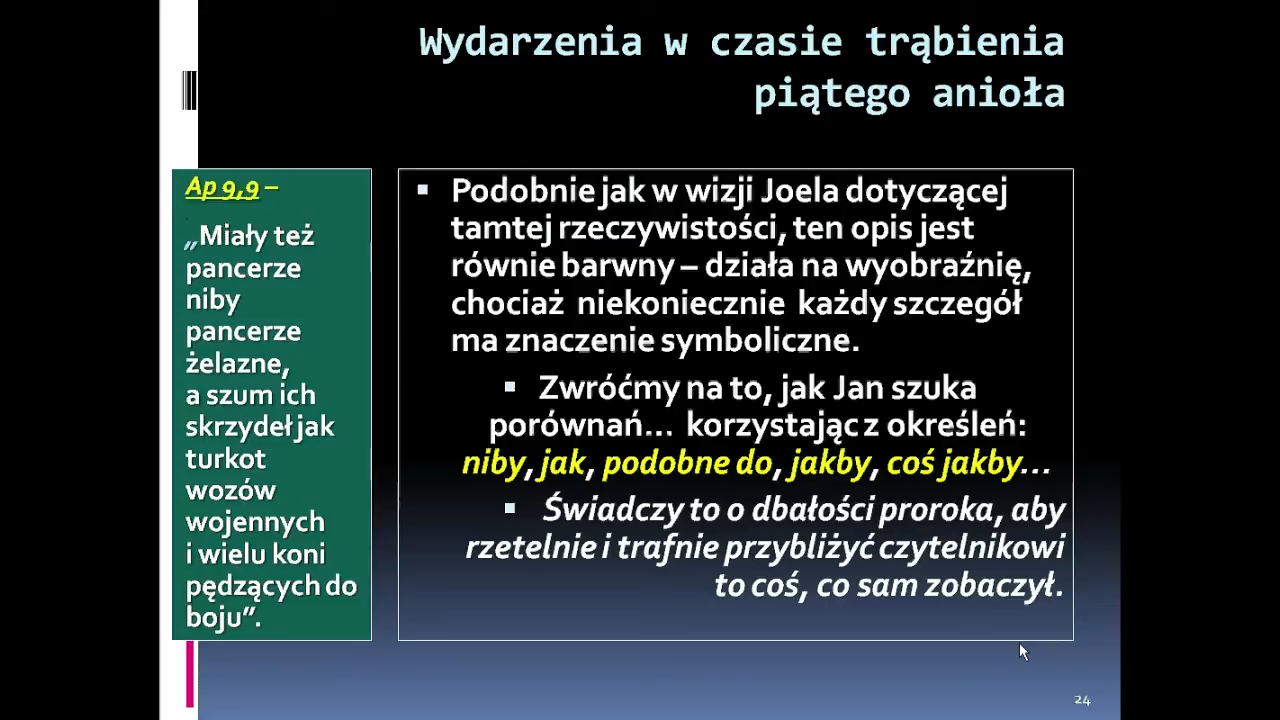 Wydarzenia w czasie trąbienia
piątego anioła
Ap 9,9 –
„Miały też
pancerze
niby
pancerze
żelazne,
a szum ich
skrzydeł jak
turkot
wozów
wojennych
i wielu koni
pędzących do
boju”.
▪ Podobnie jak w wizji Joela dotyczącej
tamtej rzeczywistości, ten opis jest
równie barwny – działa na wyobraźnię,
chociaż niekoniecznie każdy szczegół
ma znaczenie symboliczne.
▪ Zwróćmy na to, jak Jan szuka
porównań... korzystając z określeń:
niby, jak, podobne do, jakby, coś jakby...
▪ Świadczy to o dbałości proroka, aby
rzetelnie i trafnie przybliżyć czytelnikowi
to coś, co sam zobaczył.
24